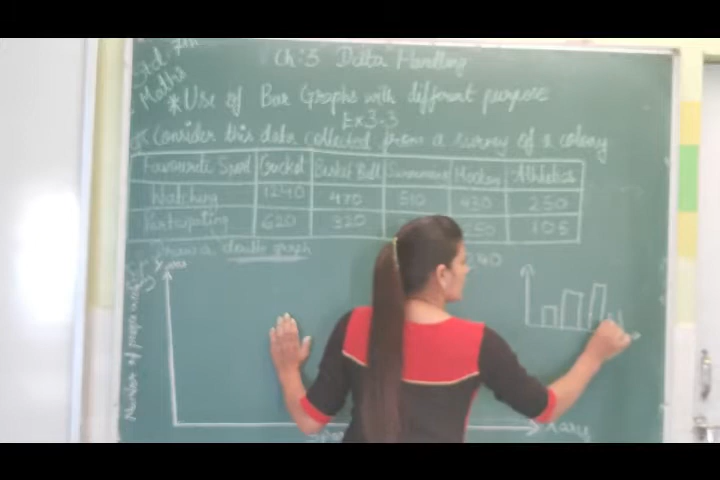 Ch:3 Data Handling
Std: 7th
Maths
*Use of Bar Graphs with different purpose
Ex 3.3
Consider this data collected from a survey of a colony
Favourite Sport Cricket Basket Ball Swimming Hockey Athletics
Watching 1240 470 510 430 250
Participating 620 320 250 105
Draw a double graph
Y axis
Number of people
X axis